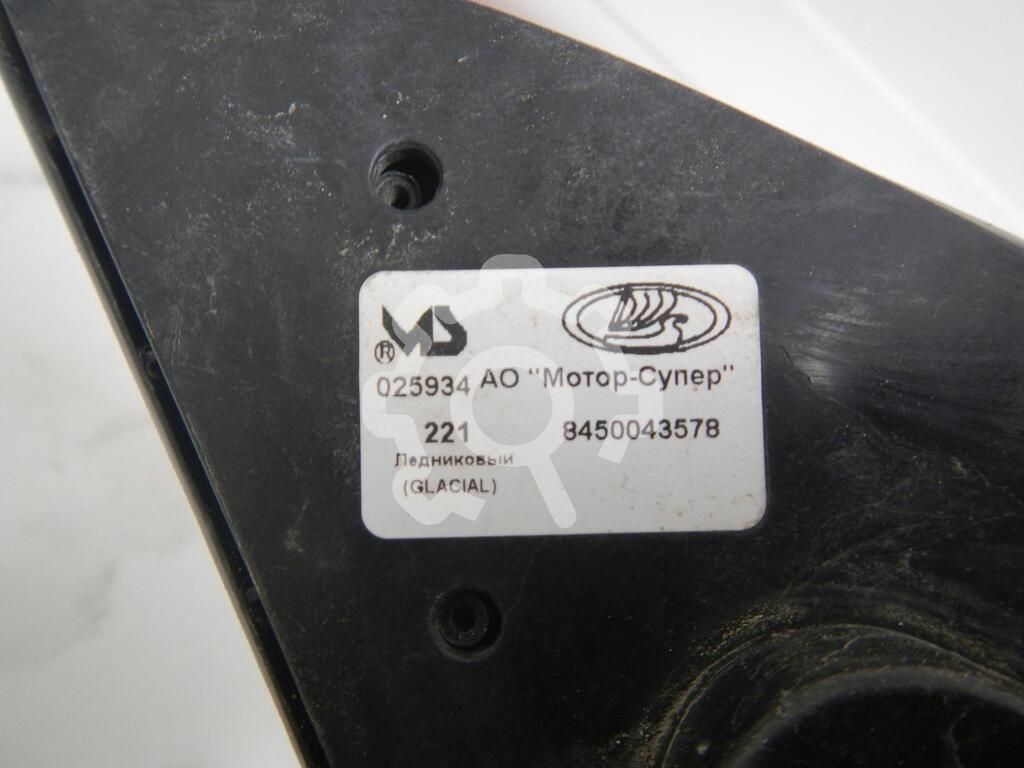 ®
025934 АО "Мотор-Супер"
221 8450043578
Ледниковый
(GLACIAL)